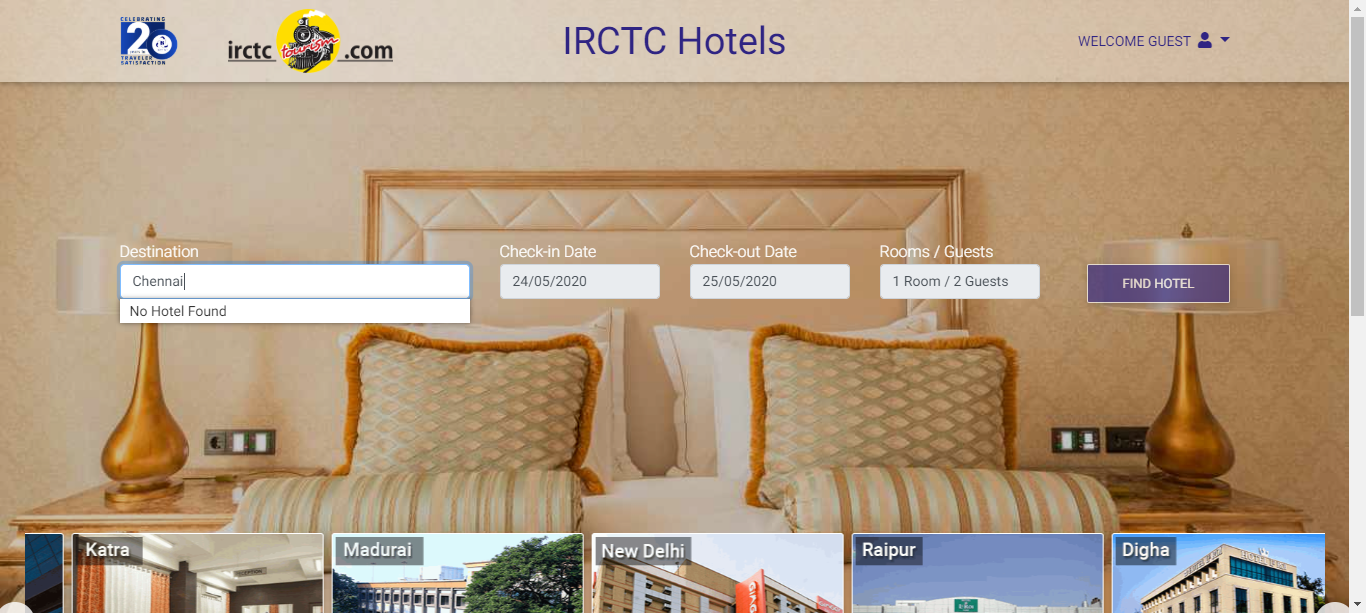 CELEBRATING
20
TRAVELER
SATISFACTION
irctc tourism .com
IRCTC Hotels
WELCOME GUEST
Destination
Check-in Date
Check-out Date
Rooms / Guests
Chennai
24/05/2020
25/05/2020
1 Room / 2 Guests
FIND HOTEL
No Hotel Found
Katra
Madurai
New Delhi
Raipur
Digha